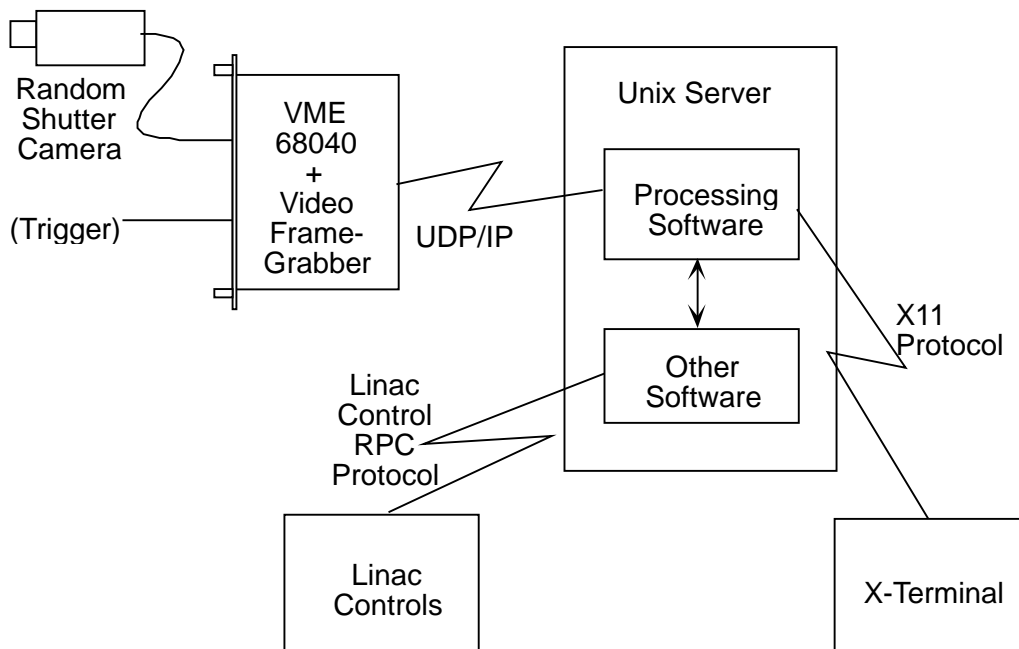 Random
Shutter
Camera
(Trigger)
VME
68040
+
Video
Frame-
Grabber
UDP/IP
Unix Server
Processing
Software
Other
Software
X11
Protocol
Linac
Control
RPC
Protocol
Linac
Controls
X-Terminal